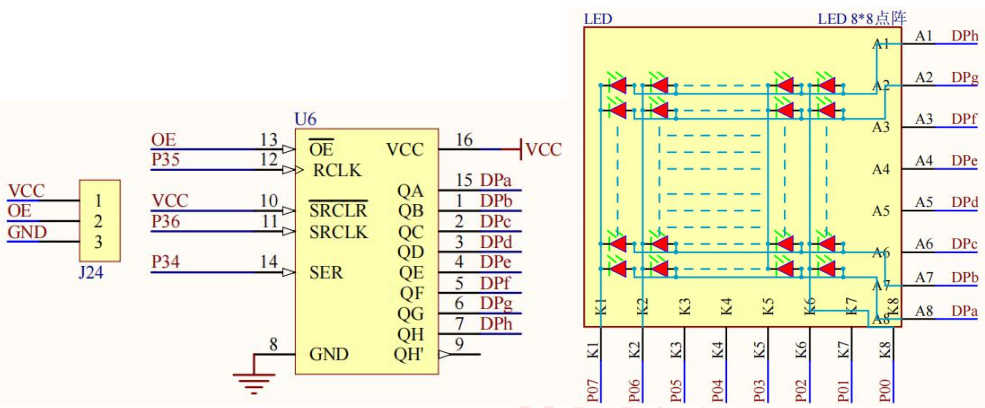 VCC 1
OE 2
GND 3
J24
U6
OE 13 OE VCC 16 VCC
P35 12 RCLK
QA 15 DPa
VCC 10 SRCLR QB 1 DPb
P36 11 SRCLK QC 2 DPc
QD 3 DPd
P34 14 SER QE 4 DPe
QF 5 DPf
QG 6 DPg
QH 7 DPh
8 GND QH' 9
LED LED 8*8点阵
A1 A1 DPh
A2 A2 DPg
A3 A3 DPf
A4 A4 DPe
A5 A5 DPd
A6 A6 DPc
A7 A7 DPb
A8 A8 DPa
K1 K2 K3 K4 K5 K6 K7 K8
K1 K2 K3 K4 K5 K6 K7 K8
P07 P06 P05 P04 P03 P02 P01 P00